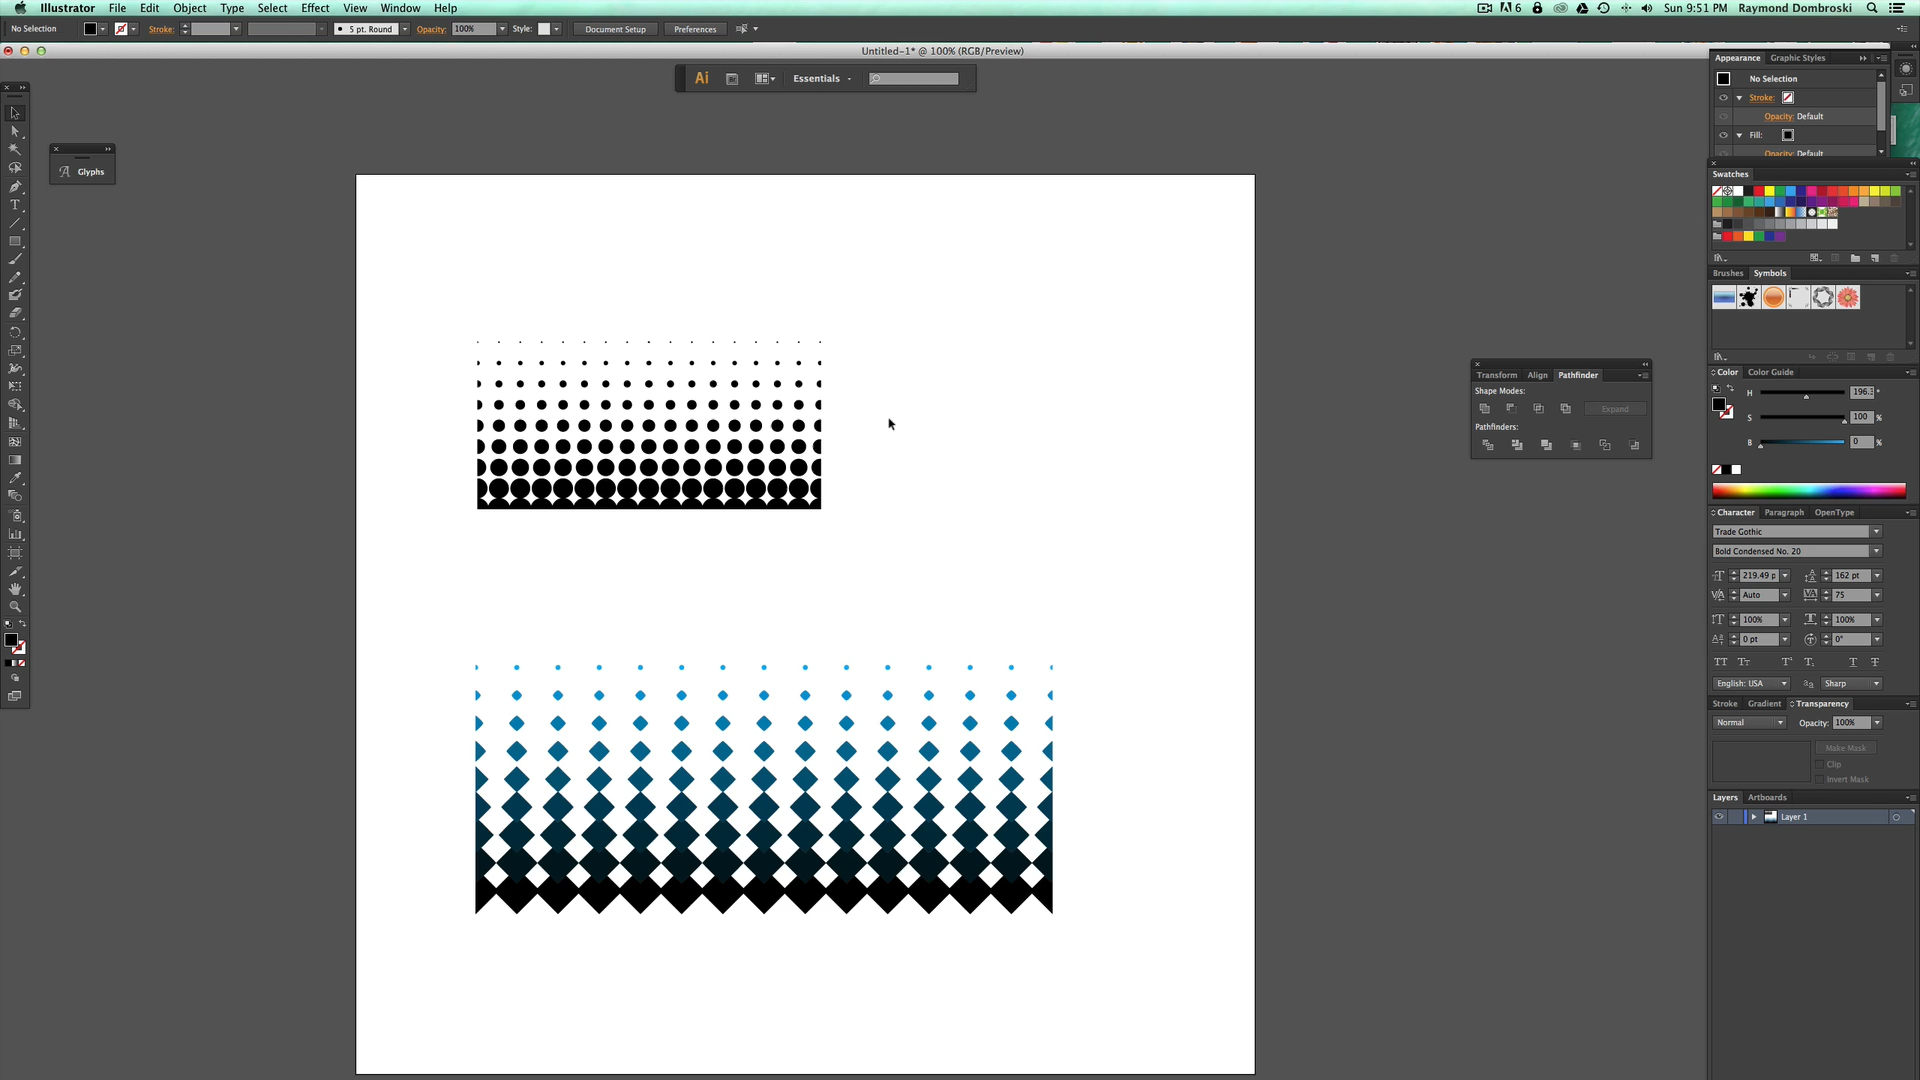 Illustrator File Edit Object Type Select Effect View Window Help
6 Sun 9:51 PM Raymond Dombroski
No Selection Stroke: 5 pt. Round Opacity: 100% Style: Document Setup Preferences
Untitled-1* @ 100% (RGB/Preview)
Ai Essentials
Glyphs
Appearance Graphic Styles
No Selection
Stroke:
Opacity: Default
Fill:
Opacity: Default
Swatches
Brushes Symbols
Transform Align Pathfinder
Shape Modes:
Expand
Pathfinders:
Color Color Guide
H 196.3 °
S 100 %
B 0 %
Character Paragraph OpenType
Trade Gothic
Bold Condensed No. 20
219.49 p 162 pt
Auto 75
100% 100%
0 pt 0°
English: USA Sharp
Stroke Gradient Transparency
Normal Opacity: 100%
Make Mask
Clip
Invert Mask
Layers Artboards
Layer 1